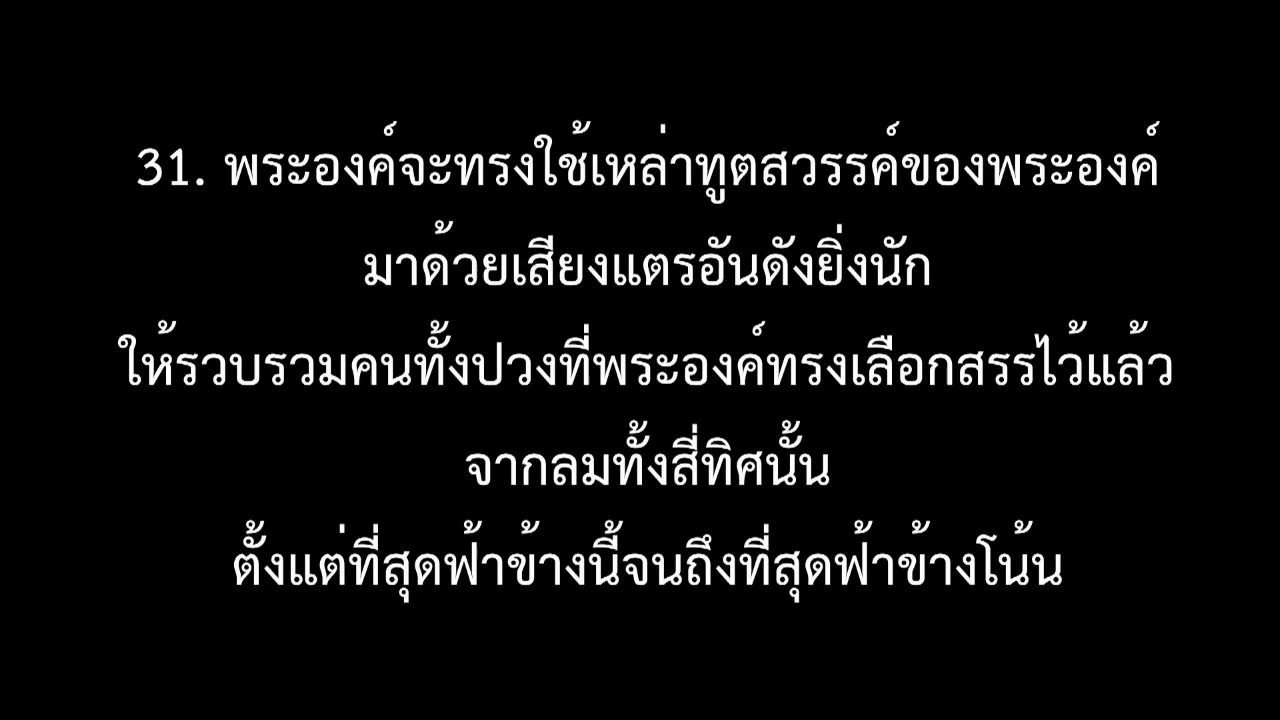 31. พระองค์จะทรงใช้เหล่าทูตสวรรค์ของพระองค์
มาด้วยเสียงแตรอันดังยิ่งนัก
ให้รวบรวมคนทั้งปวงที่พระองค์ทรงเลือกสรรไว้แล้ว
จากลมทั้งสี่ทิศนั้น
ตั้งแต่ที่สุดฟ้าข้างนี้จนถึงที่สุดฟ้าข้างโน้น